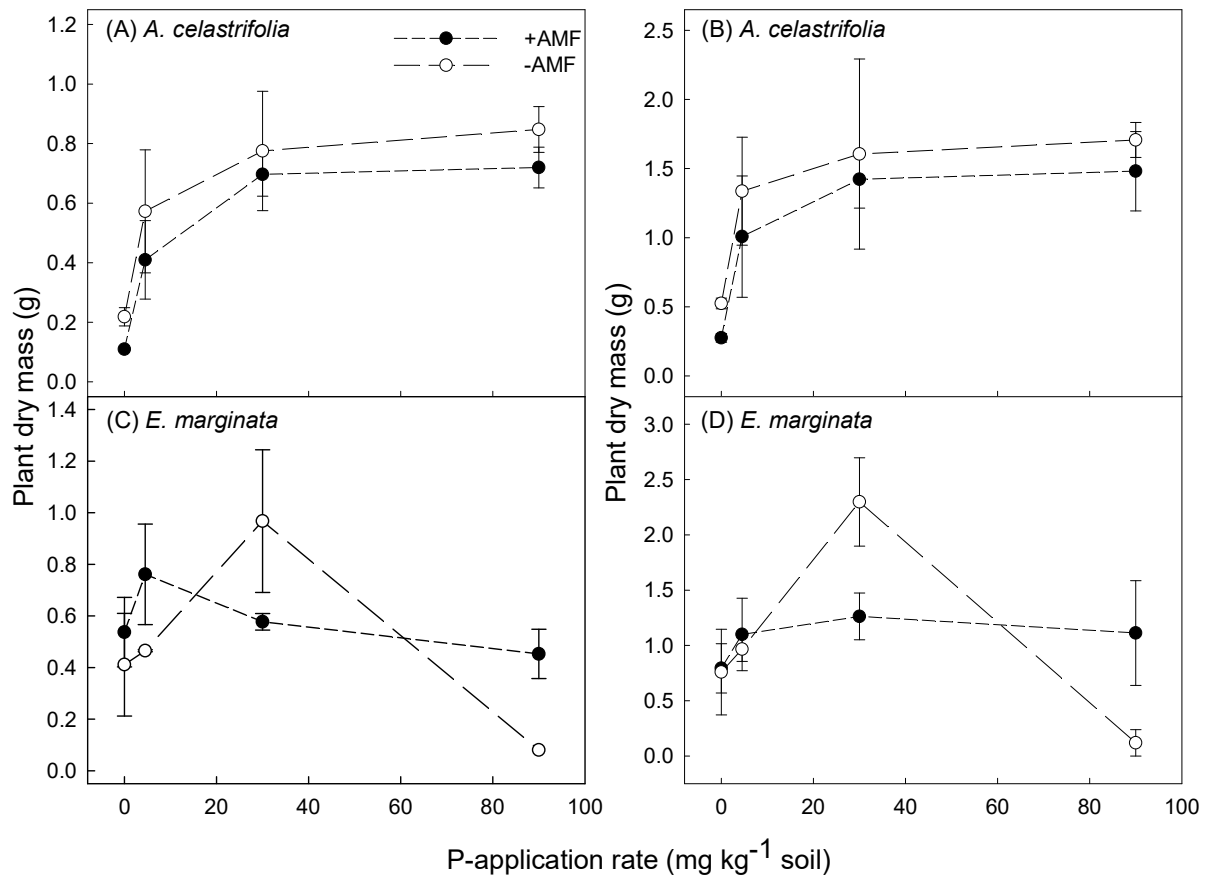 (A) A. celastrifolia
+AMF
-AMF
1.2
1.0
0.8
0.6
0.4
0.2
0.0
(B) A. celastrifolia
2.5
2.0
1.5
1.0
0.5
0.0
Plant dry mass (g)
Plant dry mass (g)
(C) E. marginata
1.4
1.2
1.0
0.8
0.6
0.4
0.2
0.0
0 20 40 60 80 100
(D) E. marginata
3.0
2.5
2.0
1.5
1.0
0.5
0.0
0 20 40 60 80 100
P-application rate (mg kg⁻¹ soil)